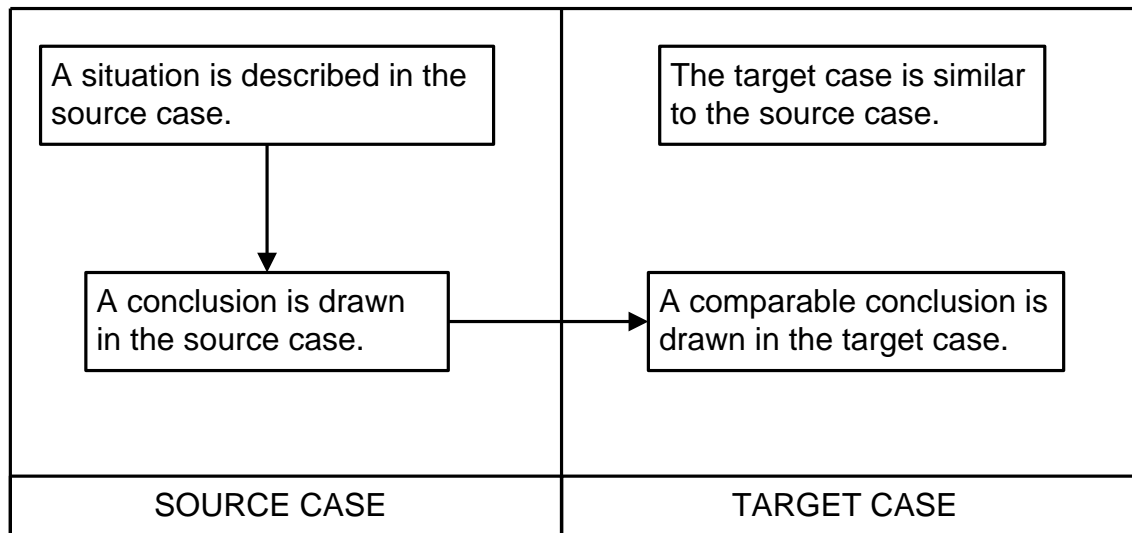 A situation is described in the
source case.
The target case is similar
to the source case.
A conclusion is drawn
in the source case.
A comparable conclusion is
drawn in the target case.
SOURCE CASE
TARGET CASE